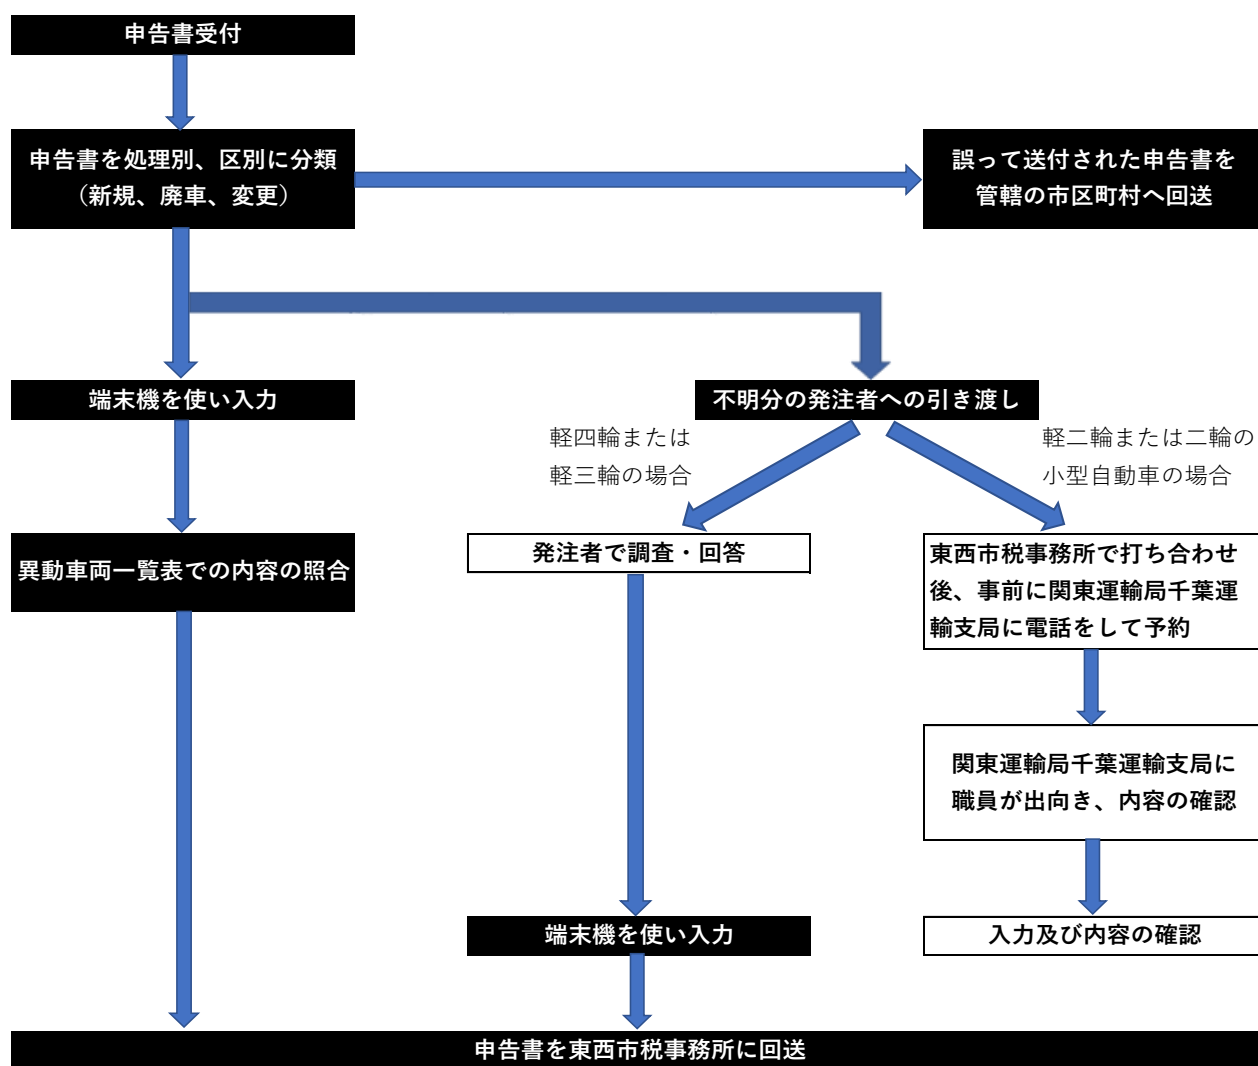 申告書受付
申告書を処理別、区別に分類
（新規、廃車、変更）
誤って送付された申告書を
管轄の市区町村へ回送
端末機を使い入力
不明分の発注者への引き渡し
軽四輪または
軽三輪の場合
軽二輪または二輪の
小型自動車の場合
異動車両一覧表での内容の照合
発注者で調査・回答
東西市税事務所で打ち合わせ
後、事前に関東運輸局千葉運
輸支局に電話をして予約
関東運輸局千葉運輸支局に
職員が出向き、内容の確認
端末機を使い入力
入力及び内容の確認
申告書を東西市税事務所に回送